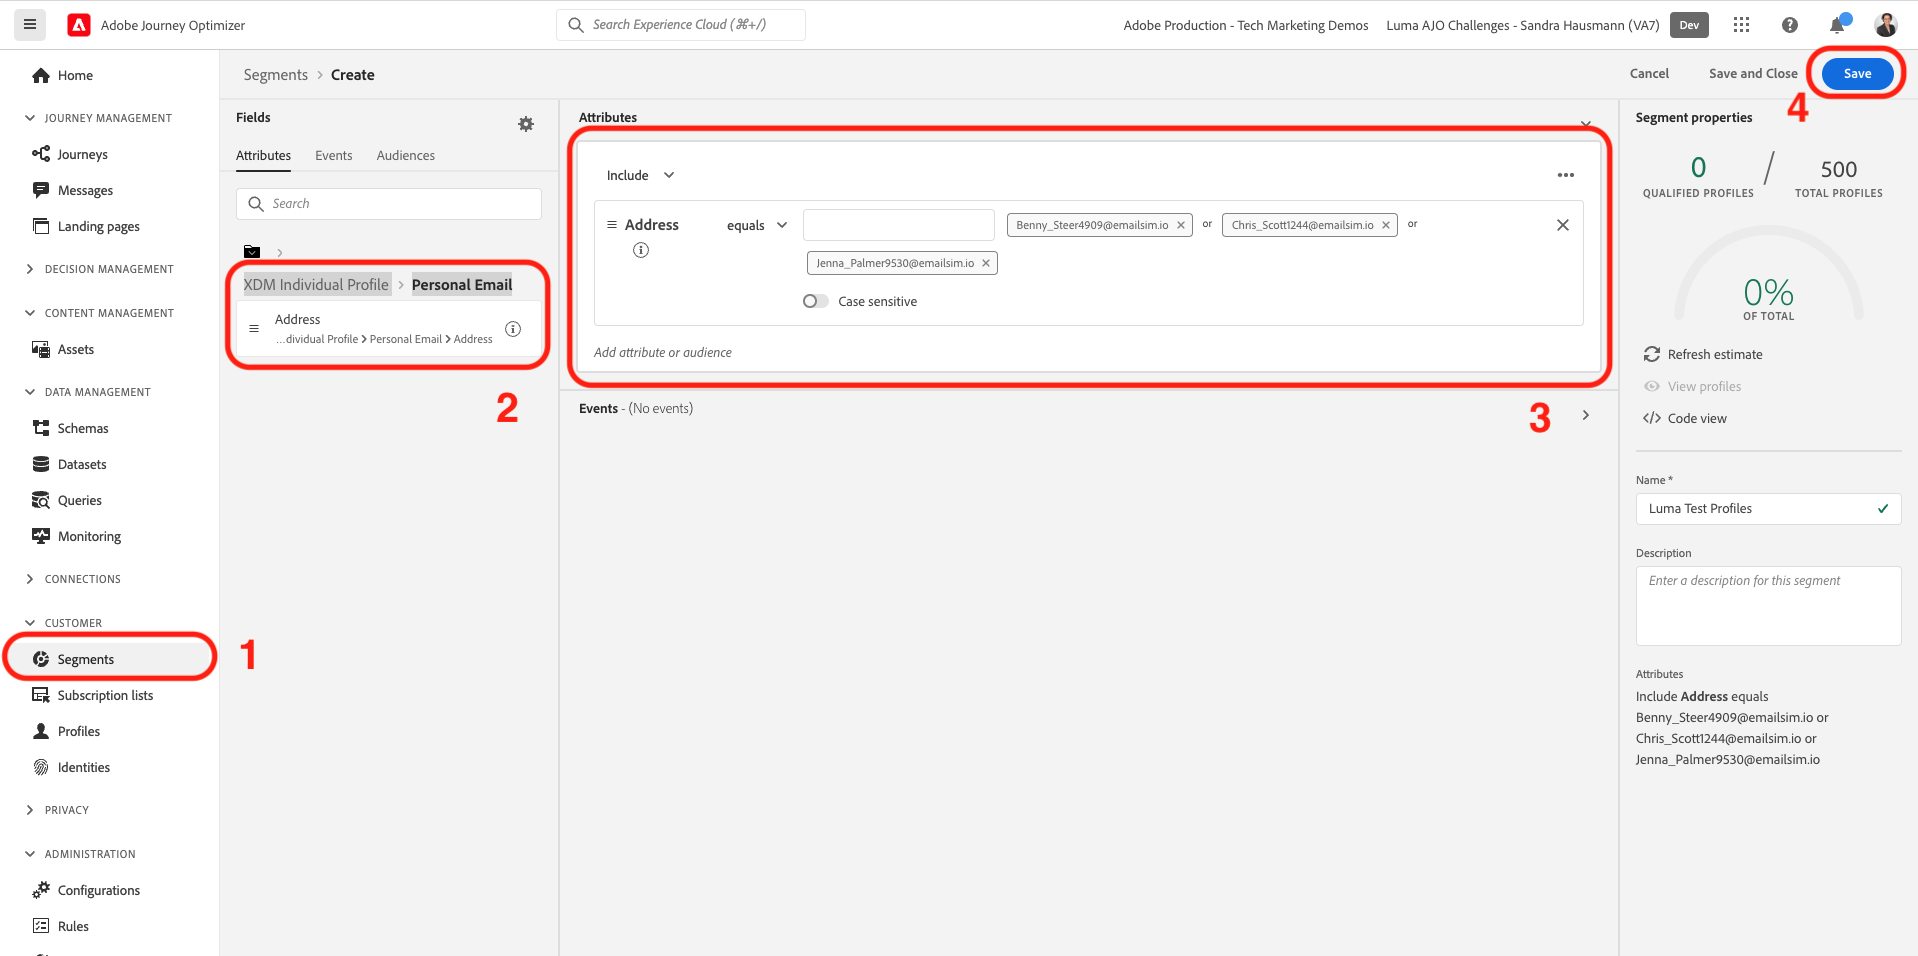 Adobe Journey Optimizer
Search Experience Cloud (⌘+/)
Adobe Production - Tech Marketing Demos
Luma AJO Challenges - Sandra Hausmann (VA7)
Dev
Home
JOURNEY MANAGEMENT
Journeys
Messages
Landing pages
DECISION MANAGEMENT
CONTENT MANAGEMENT
Assets
DATA MANAGEMENT
Schemas
Datasets
Queries
Monitoring
CONNECTIONS
CUSTOMER
Segments
1
Subscription lists
Profiles
Identities
PRIVACY
ADMINISTRATION
Configurations
Rules
Segments > Create
Cancel
Save and Close
Save
4
Fields
Attributes
Events
Audiences
Search
XDM Individual Profile > Personal Email
Address
...dividual Profile > Personal Email > Address
2
Attributes
Include
Address
equals
Benny_Steer4909@emailsim.io × or Chris_Scott1244@emailsim.io × or
Jenna_Palmer9530@emailsim.io ×
Case sensitive
Add attribute or audience
Events - (No events)
3
Segment properties
0 / 500
QUALIFIED PROFILES
TOTAL PROFILES
0%
OF TOTAL
Refresh estimate
View profiles
</> Code view
Name *
Luma Test Profiles
Description
Enter a description for this segment
Attributes
Include Address equals
Benny_Steer4909@emailsim.io or
Chris_Scott1244@emailsim.io or
Jenna_Palmer9530@emailsim.io